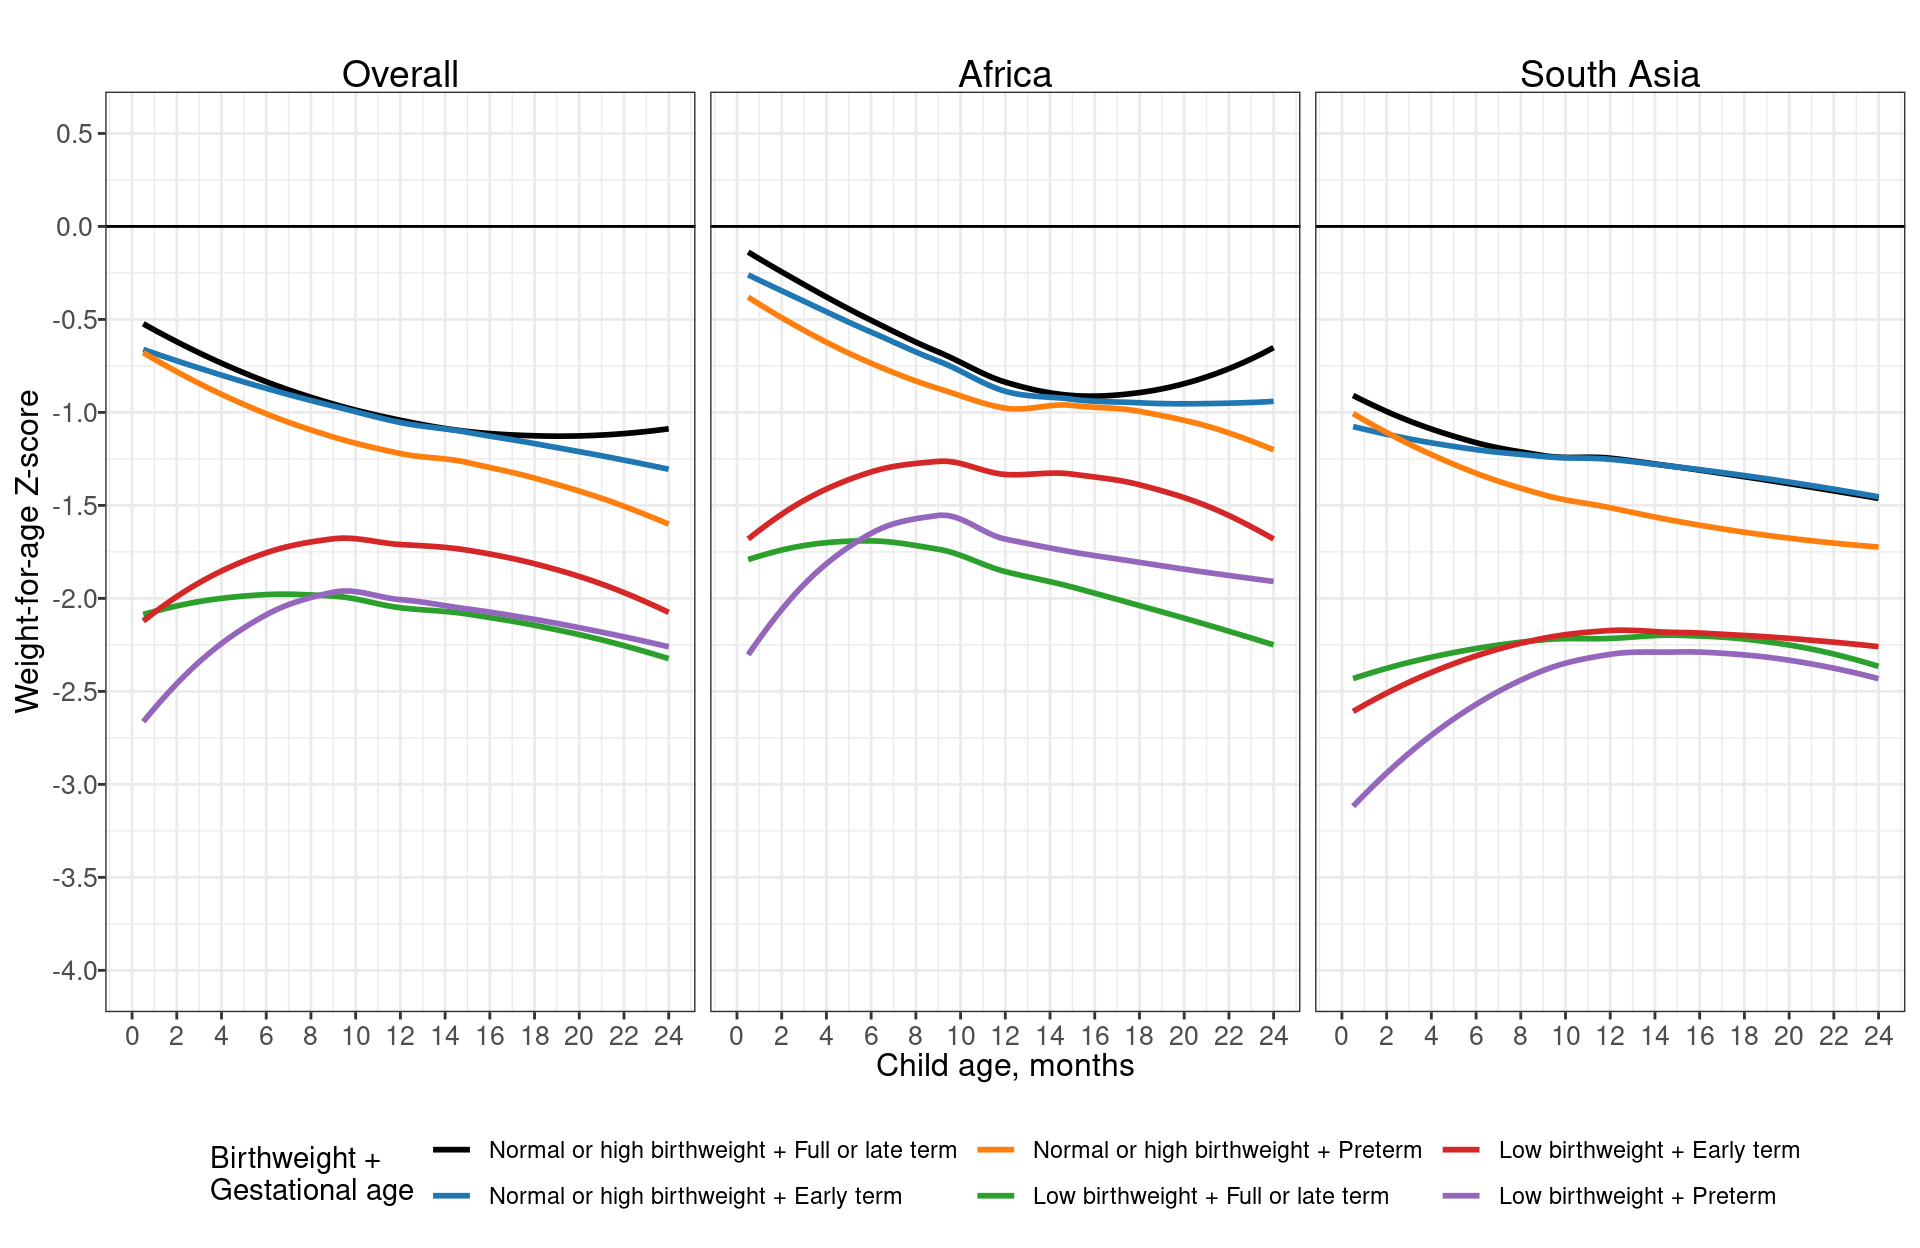 Overall
Africa
South Asia
Weight-for-age Z-score
0.5
0.0
-0.5
-1.0
-1.5
-2.0
-2.5
-3.0
-3.5
-4.0
0 2 4 6 8 10 12 14 16 18 20 22 24
0 2 4 6 8 10 12 14 16 18 20 22 24
0 2 4 6 8 10 12 14 16 18 20 22 24
Child age, months
Birthweight +
Gestational age
Normal or high birthweight + Full or late term
Normal or high birthweight + Early term
Normal or high birthweight + Preterm
Low birthweight + Full or late term
Low birthweight + Early term
Low birthweight + Preterm